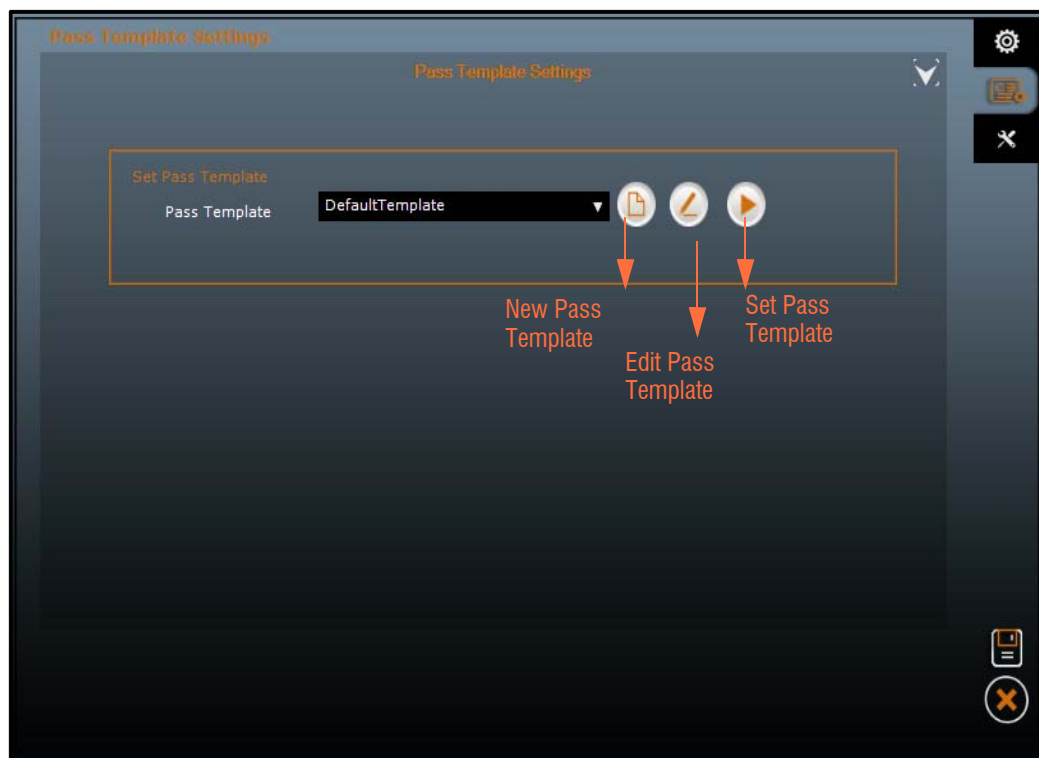 Pass Template Settings
Pass Template Settings
Set Pass Template
Pass Template
DefaultTemplate
New Pass
Template
Set Pass
Template
Edit Pass
Template